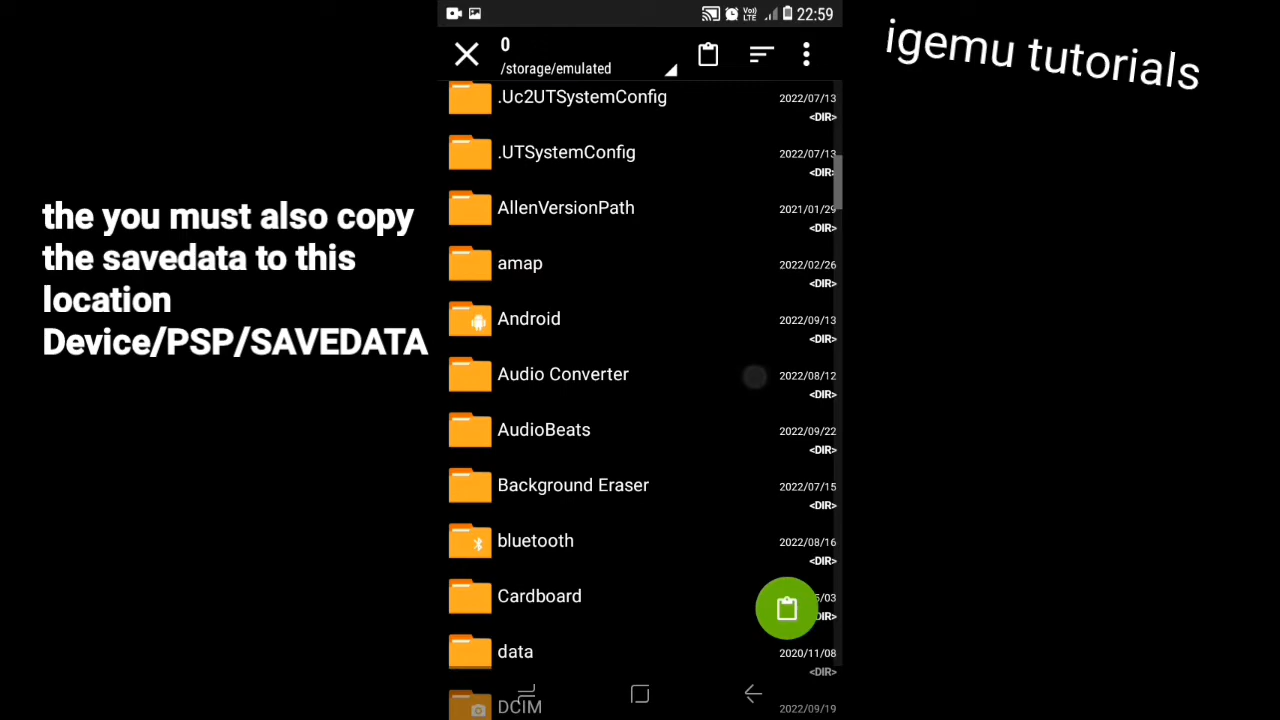 22:59
igemu tutorials
0
/storage/emulated
.Uc2UTSystemConfig
2022/07/13
<DIR>
.UTSystemConfig
2022/07/13
<DIR>
AllenVersionPath
2021/01/29
<DIR>
the you must also copy
the savedata to this
location
Device/PSP/SAVEDATA
amap
2022/02/26
<DIR>
Android
2022/09/13
<DIR>
Audio Converter
2022/08/12
<DIR>
AudioBeats
2022/09/22
<DIR>
Background Eraser
2022/07/15
<DIR>
bluetooth
2022/08/16
<DIR>
Cardboard
data
2020/11/08
<DIR>
DCIM
2022/09/19